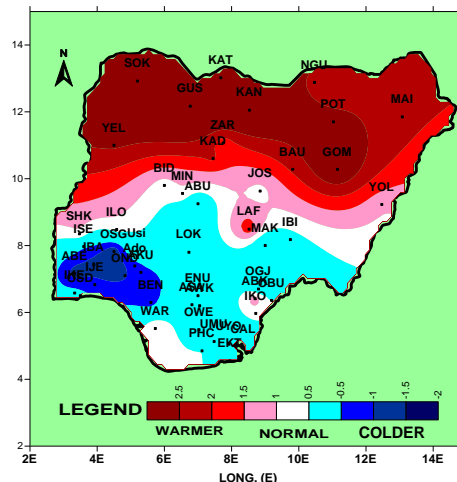 14
12
10
8
6
4
2
N
SOK
KAT
NGU
GUS
KAN
MAI
POT
ZAR
YEL
KAD
BAU
GOM
BID
MIN
JOS
ABU
YOL
SHK
ILO
LAF
ISE
MAK
IBI
OSG
Gusi
LOK
IBA
Ado
ABE
AKU
IJE
OND
OGJ
IKE
OSD
BEN
ENU
ABK
OBU
AWK
IKO
WAR
OWE
UMU
UYO
CAL
PHC
EKT
LEGEND
2.5
2
1.5
1
0.5
-0.5
-1
-1.5
-2
WARMER
NORMAL
COLDER
2E 4E 6E 8E 10E 12E 14E
LONG, (E)